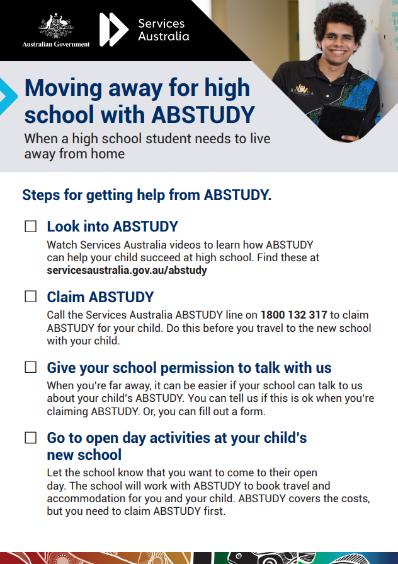 Australian Government
Services
Australia
Moving away for high
school with ABSTUDY
When a high school student needs to live
away from home
Steps for getting help from ABSTUDY.
Look into ABSTUDY
Watch Services Australia videos to learn how ABSTUDY
can help your child succeed at high school. Find these at
servicesaustralia.gov.au/abstudy
Claim ABSTUDY
Call the Services Australia ABSTUDY line on 1800 132 317 to claim
ABSTUDY for your child. Do this before you travel to the new school
with your child.
Give your school permission to talk with us
When you're far away, it can be easier if your school can talk to us
about your child's ABSTUDY. You can tell us if this is ok when you're
claiming ABSTUDY. Or, you can fill out a form.
Go to open day activities at your child's
new school
Let the school know that you want to come to their open
day. The school will work with ABSTUDY to book travel and
accommodation for you and your child. ABSTUDY covers the costs,
but you need to claim ABSTUDY first.